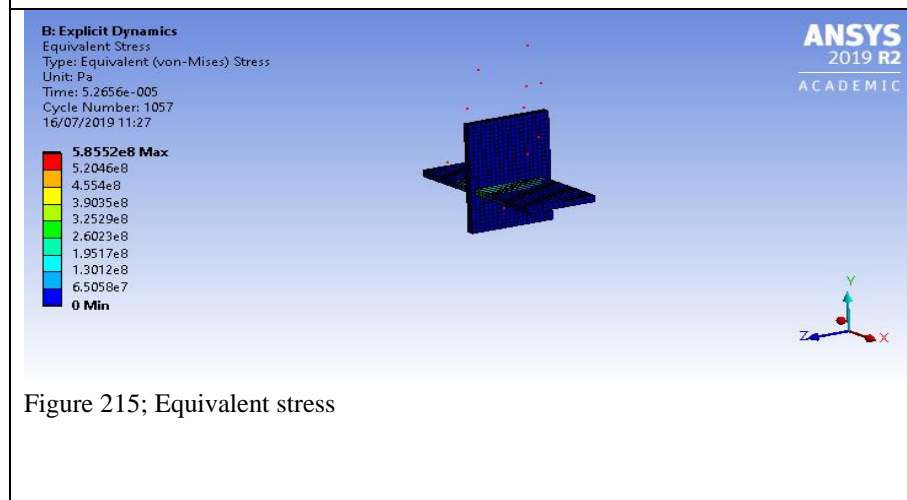 B: Explicit Dynamics
Equivalent Stress
Type: Equivalent (von-Mises) Stress
Unit: Pa
Time: 5.2656e-005
Cycle Number: 1057
16/07/2019 11:27
5.8552e8 Max
5.2046e8
4.554e8
3.9035e8
3.2529e8
2.6023e8
1.9517e8
1.3012e8
6.5058e7
0 Min
ANSYS
2019 R2
ACADEMIC
Y
Z
X
Figure 215; Equivalent stress